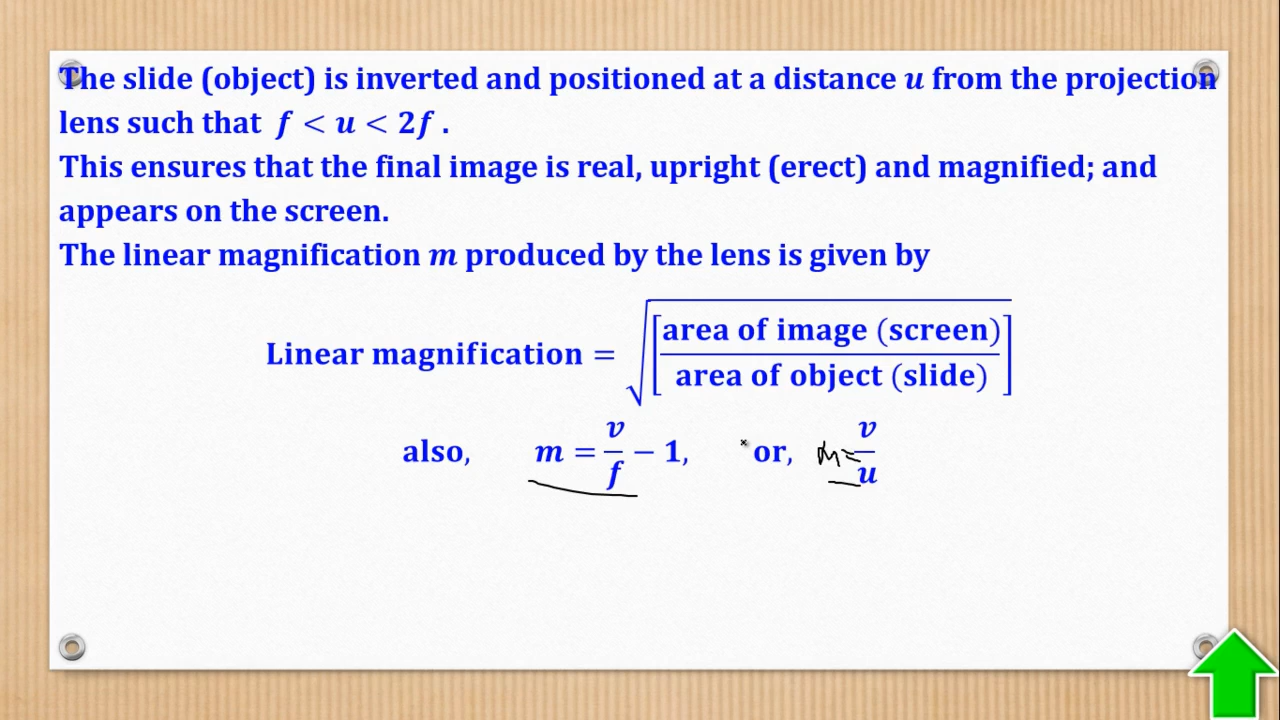 The slide (object) is inverted and positioned at a distance u from the projection
lens such that f < u < 2f .
This ensures that the final image is real, upright (erect) and magnified; and
appears on the screen.
The linear magnification m produced by the lens is given by
Linear magnification = √[area of image (screen) / area of object (slide)]
also, m = v/f − 1, or, m = v/u